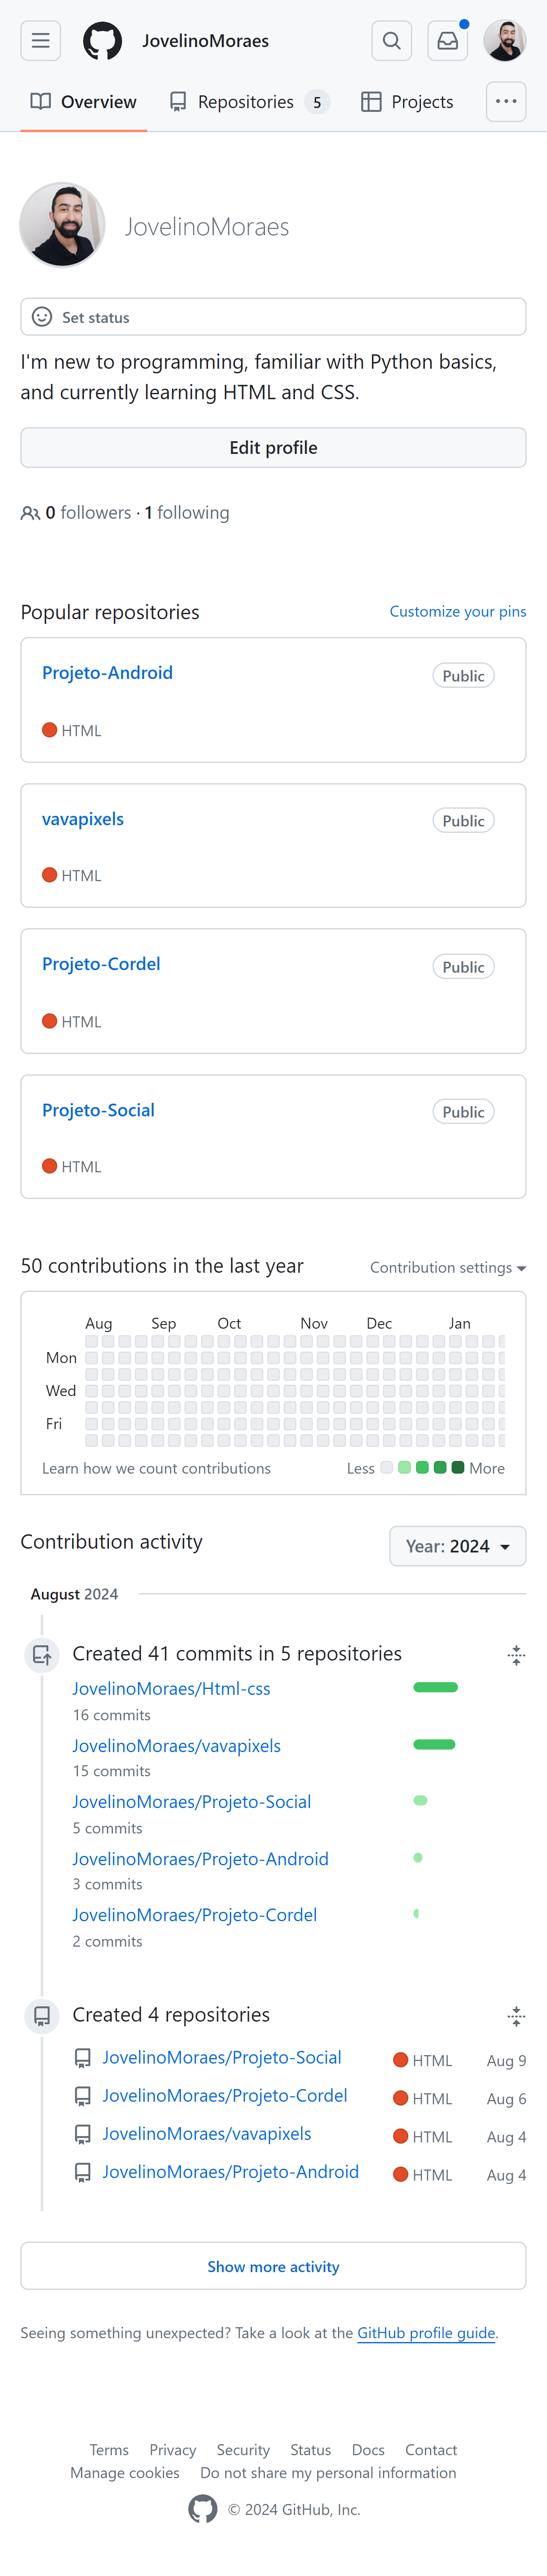 JovelinoMoraes
Overview Repositories 5 Projects
JovelinoMoraes
Set status
I'm new to programming, familiar with Python basics,
and currently learning HTML and CSS.
Edit profile
0 followers · 1 following
Popular repositories Customize your pins
Projeto-Android Public
HTML
vavapixels Public
HTML
Projeto-Cordel Public
HTML
Projeto-Social Public
HTML
50 contributions in the last year Contribution settings
Aug Sep Oct Nov Dec Jan
Mon
Wed
Fri
Learn how we count contributions Less More
Contribution activity Year: 2024
August 2024
Created 41 commits in 5 repositories
JovelinoMoraes/Html-css
16 commits
JovelinoMoraes/vavapixels
15 commits
JovelinoMoraes/Projeto-Social
5 commits
JovelinoMoraes/Projeto-Android
3 commits
JovelinoMoraes/Projeto-Cordel
2 commits
Created 4 repositories
JovelinoMoraes/Projeto-Social HTML Aug 9
JovelinoMoraes/Projeto-Cordel HTML Aug 6
JovelinoMoraes/vavapixels HTML Aug 4
JovelinoMoraes/Projeto-Android HTML Aug 4
Show more activity
Seeing something unexpected? Take a look at the GitHub profile guide.
Terms Privacy Security Status Docs Contact
Manage cookies Do not share my personal information
© 2024 GitHub, Inc.